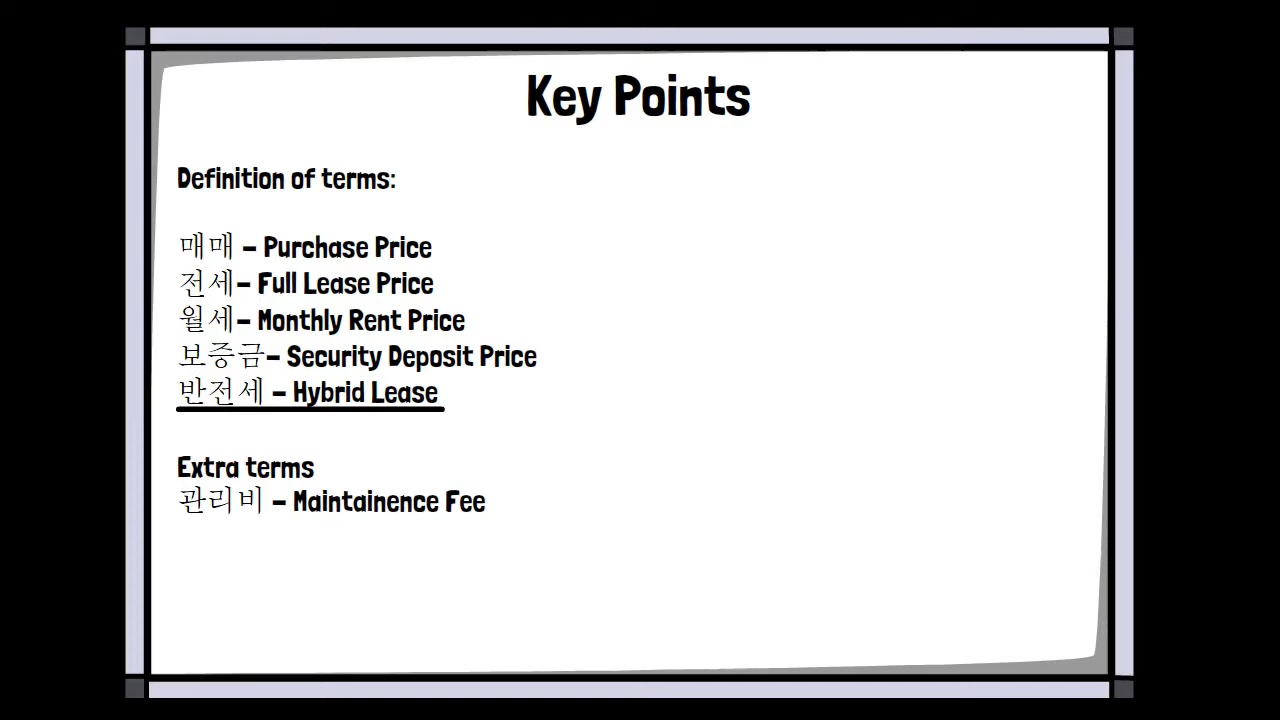 Key Points
Definition of terms:
매매 – Purchase Price
전세– Full Lease Price
월세– Monthly Rent Price
보증금– Security Deposit Price
반전세 – Hybrid Lease
Extra terms
관리비 – Maintainence Fee